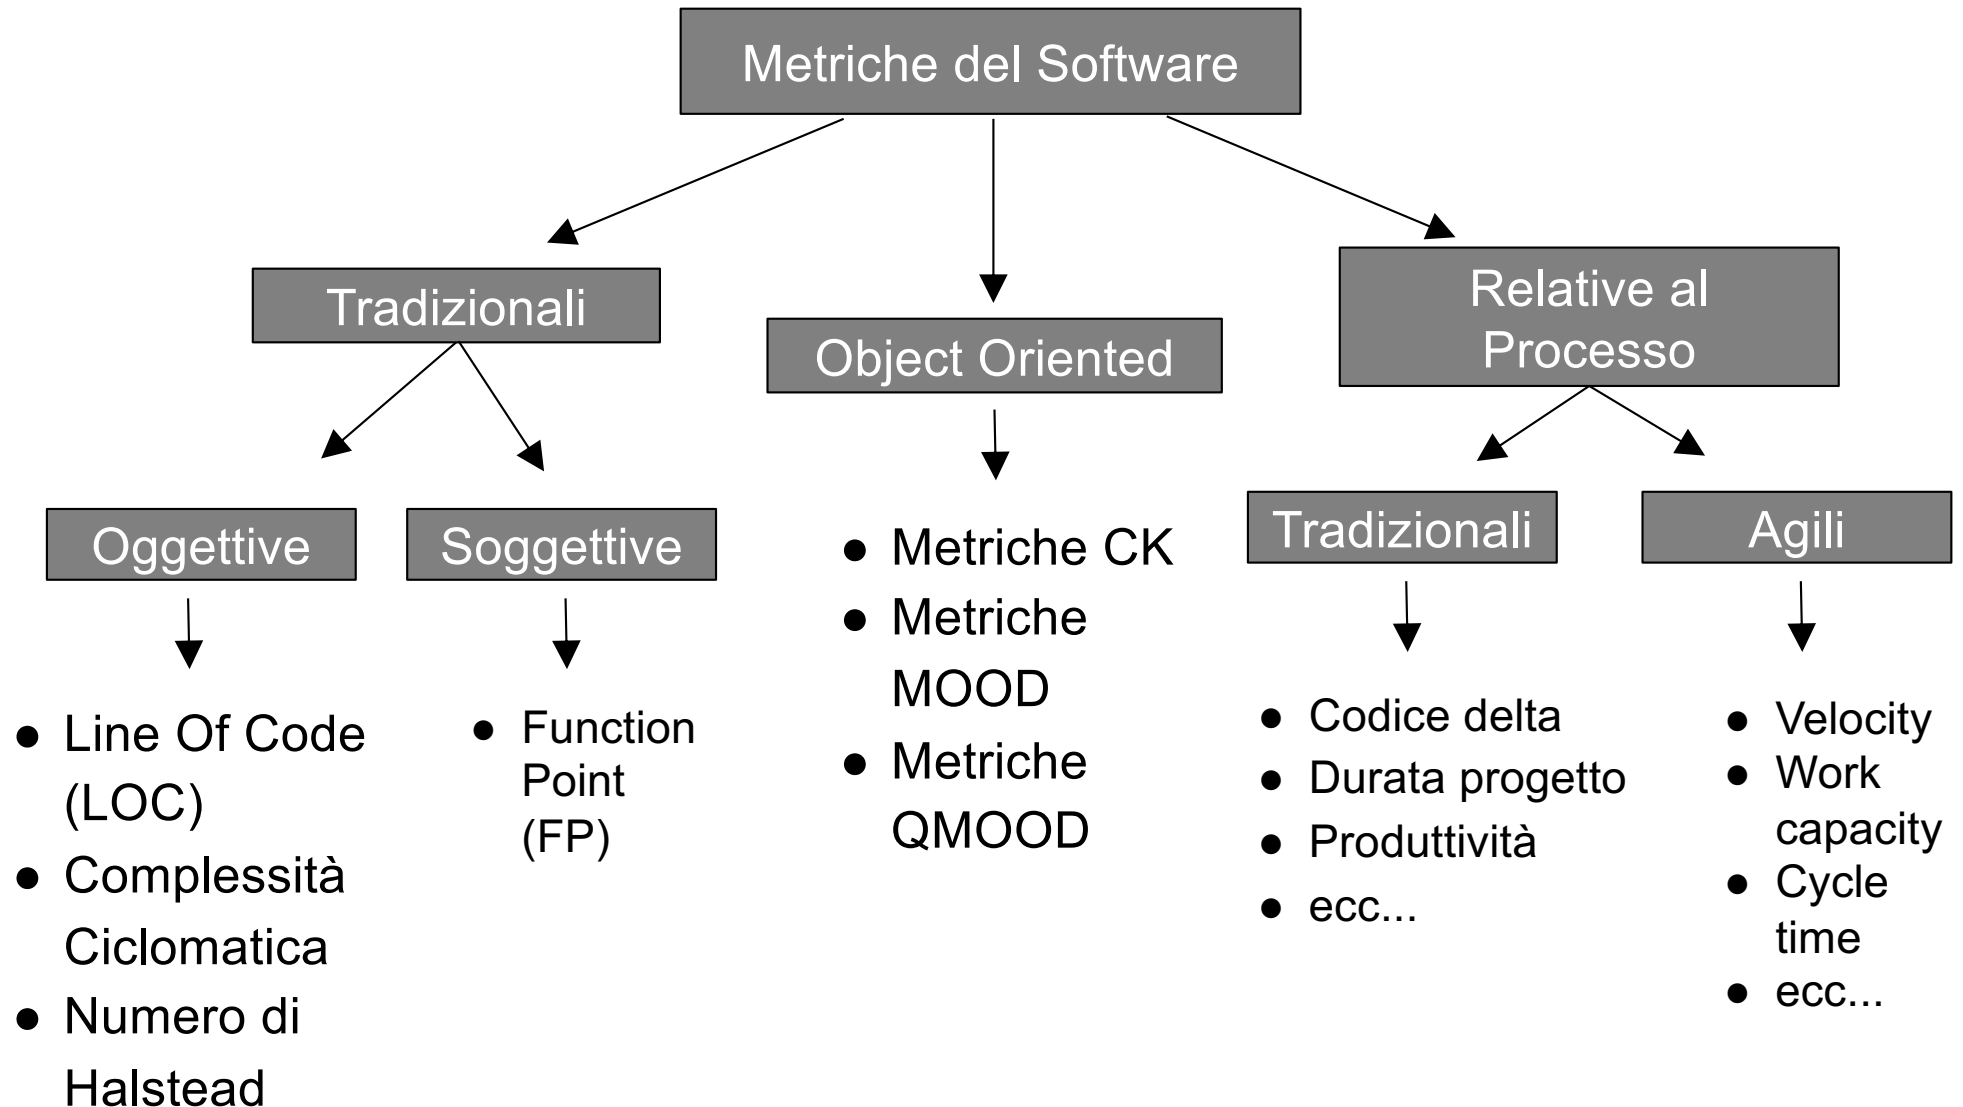 Metriche del Software
Tradizionali
Object Oriented
Relative al
Processo
Oggettive
Soggettive
Tradizionali
Agili
● Line Of Code
(LOC)
● Complessità
Ciclomatica
● Numero di
Halstead
● Function
Point
(FP)
● Metriche CK
● Metriche
MOOD
● Metriche
QMOOD
● Codice delta
● Durata progetto
● Produttività
● ecc...
● Velocity
● Work
capacity
● Cycle
time
● ecc...